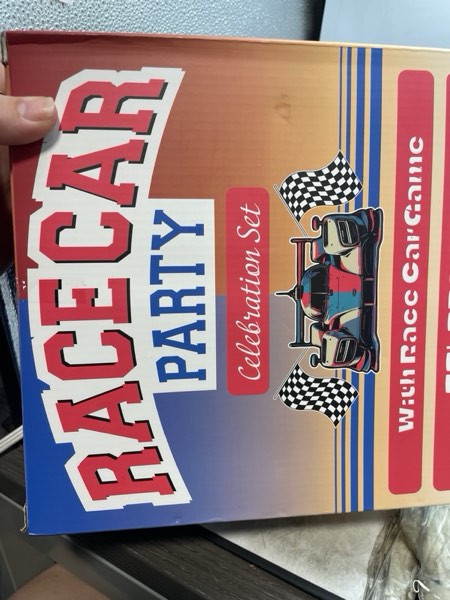 RACECAR
PARTY
Celebration Set
With Race Car Game